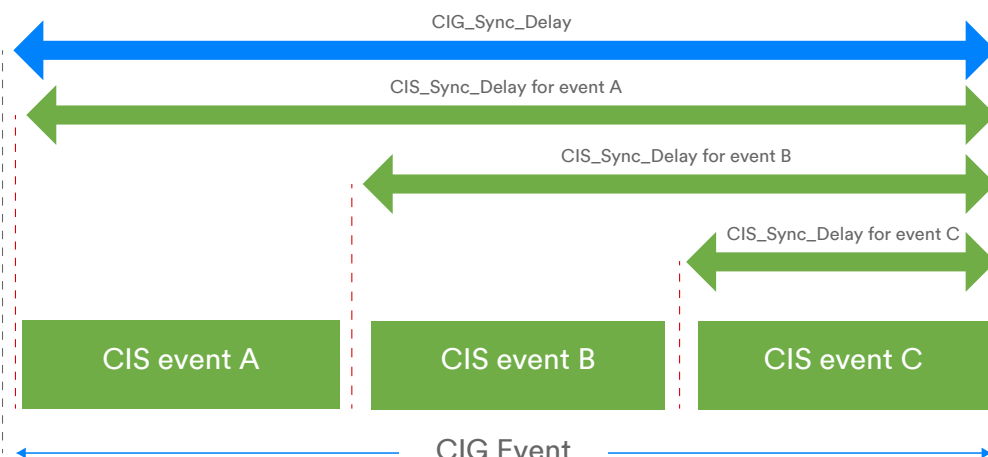 CIG_Sync_Delay
CIS_Sync_Delay for event A
CIS_Sync_Delay for event B
CIS_Sync_Delay for event C
CIS event A
CIS event B
CIS event C
CIG Event